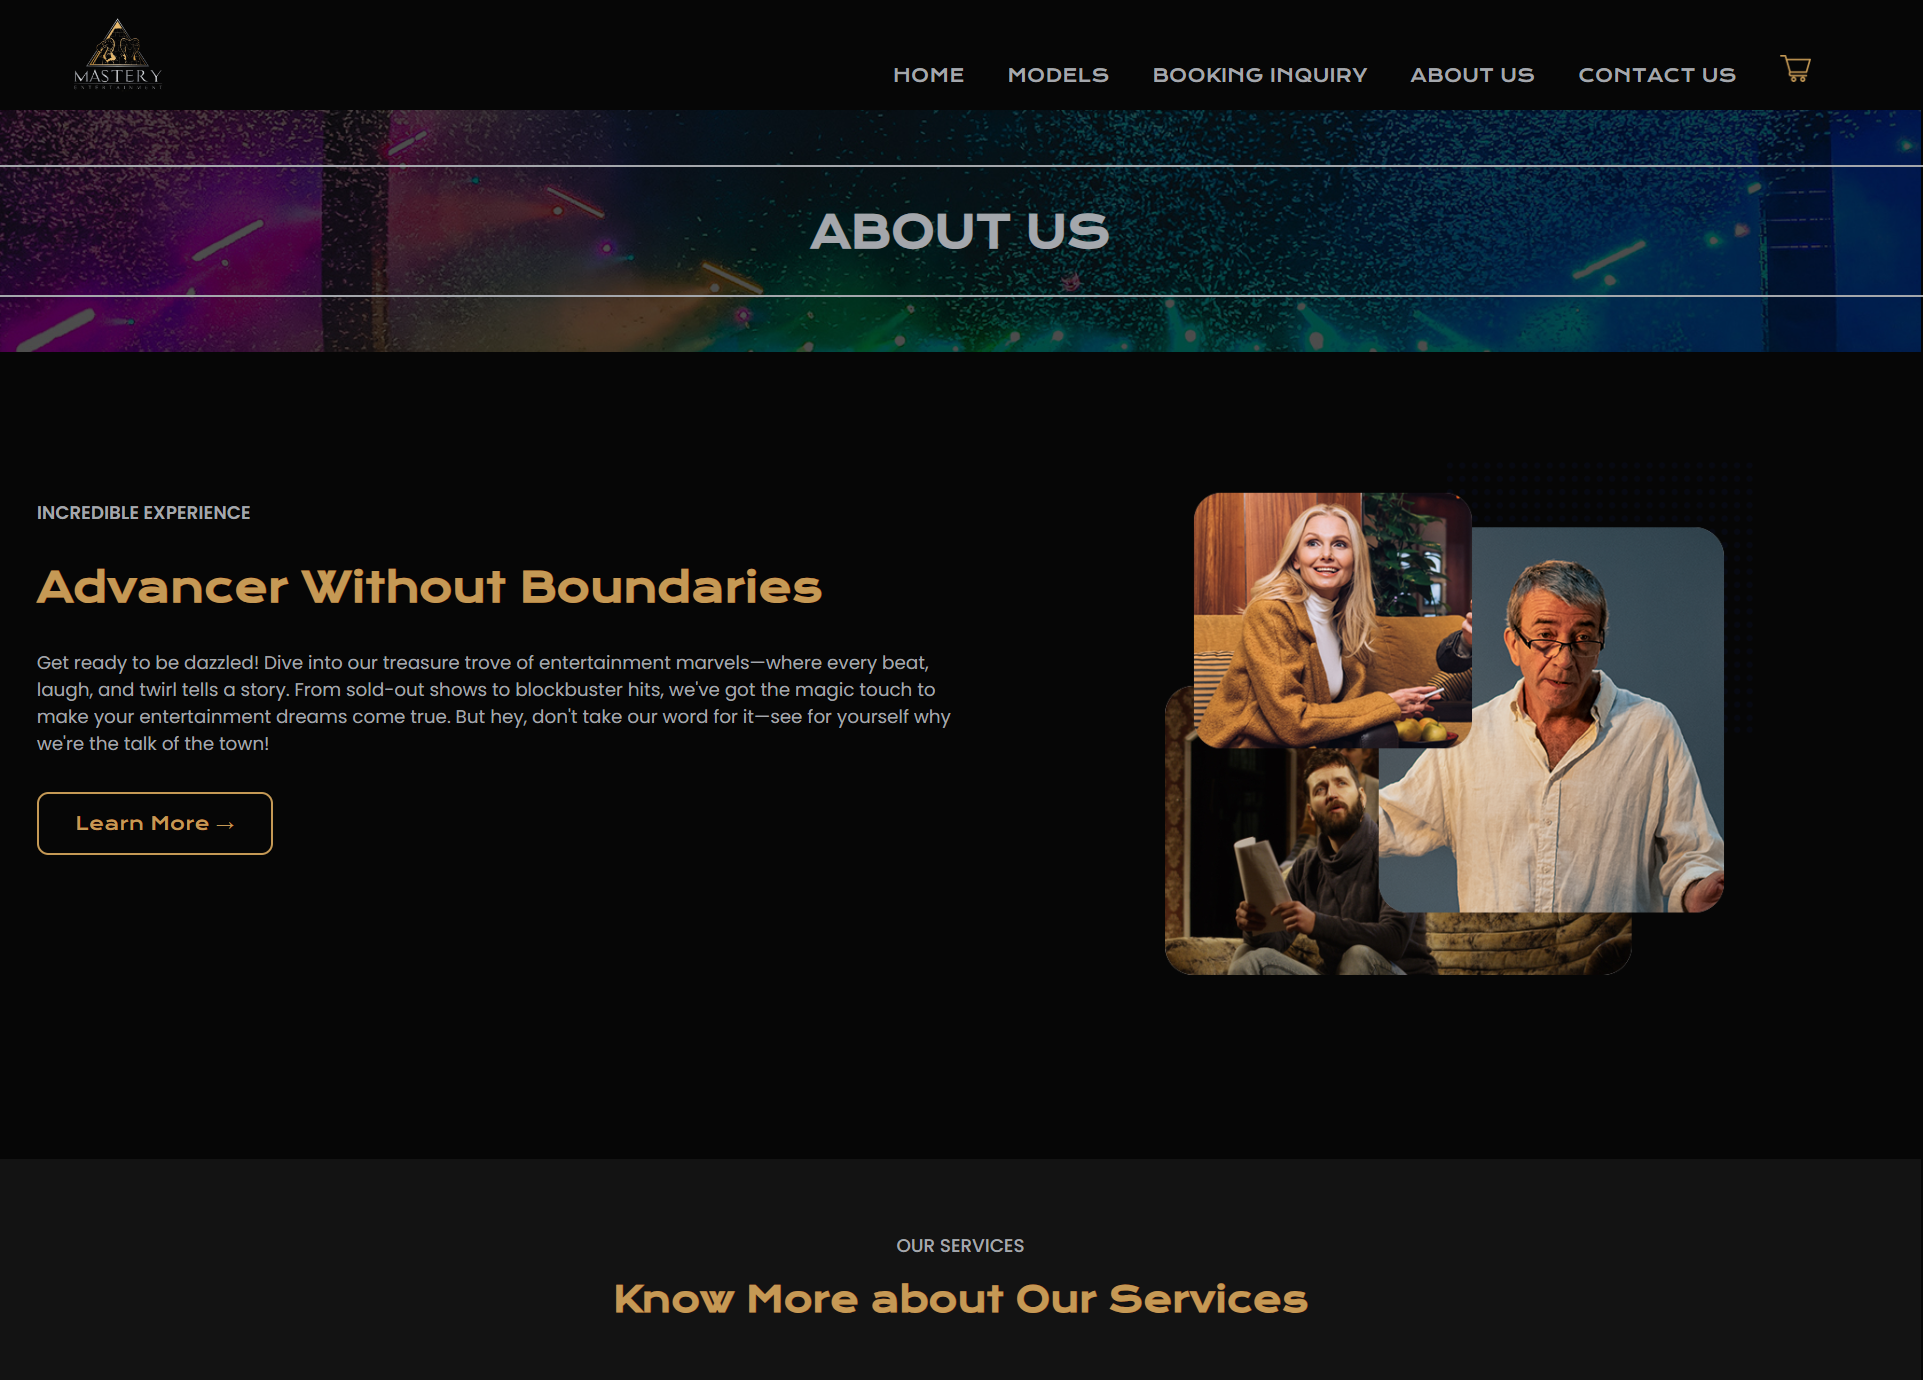 MASTERY
ENTERTAINMENT
HOME MODELS BOOKING INQUIRY ABOUT US CONTACT US
ABOUT US
INCREDIBLE EXPERIENCE
Advancer Without Boundaries
Get ready to be dazzled! Dive into our treasure trove of entertainment marvels—where every beat,
laugh, and twirl tells a story. From sold-out shows to blockbuster hits, we've got the magic touch to
make your entertainment dreams come true. But hey, don't take our word for it—see for yourself why
we're the talk of the town!
Learn More →
OUR SERVICES
Know More about Our Services